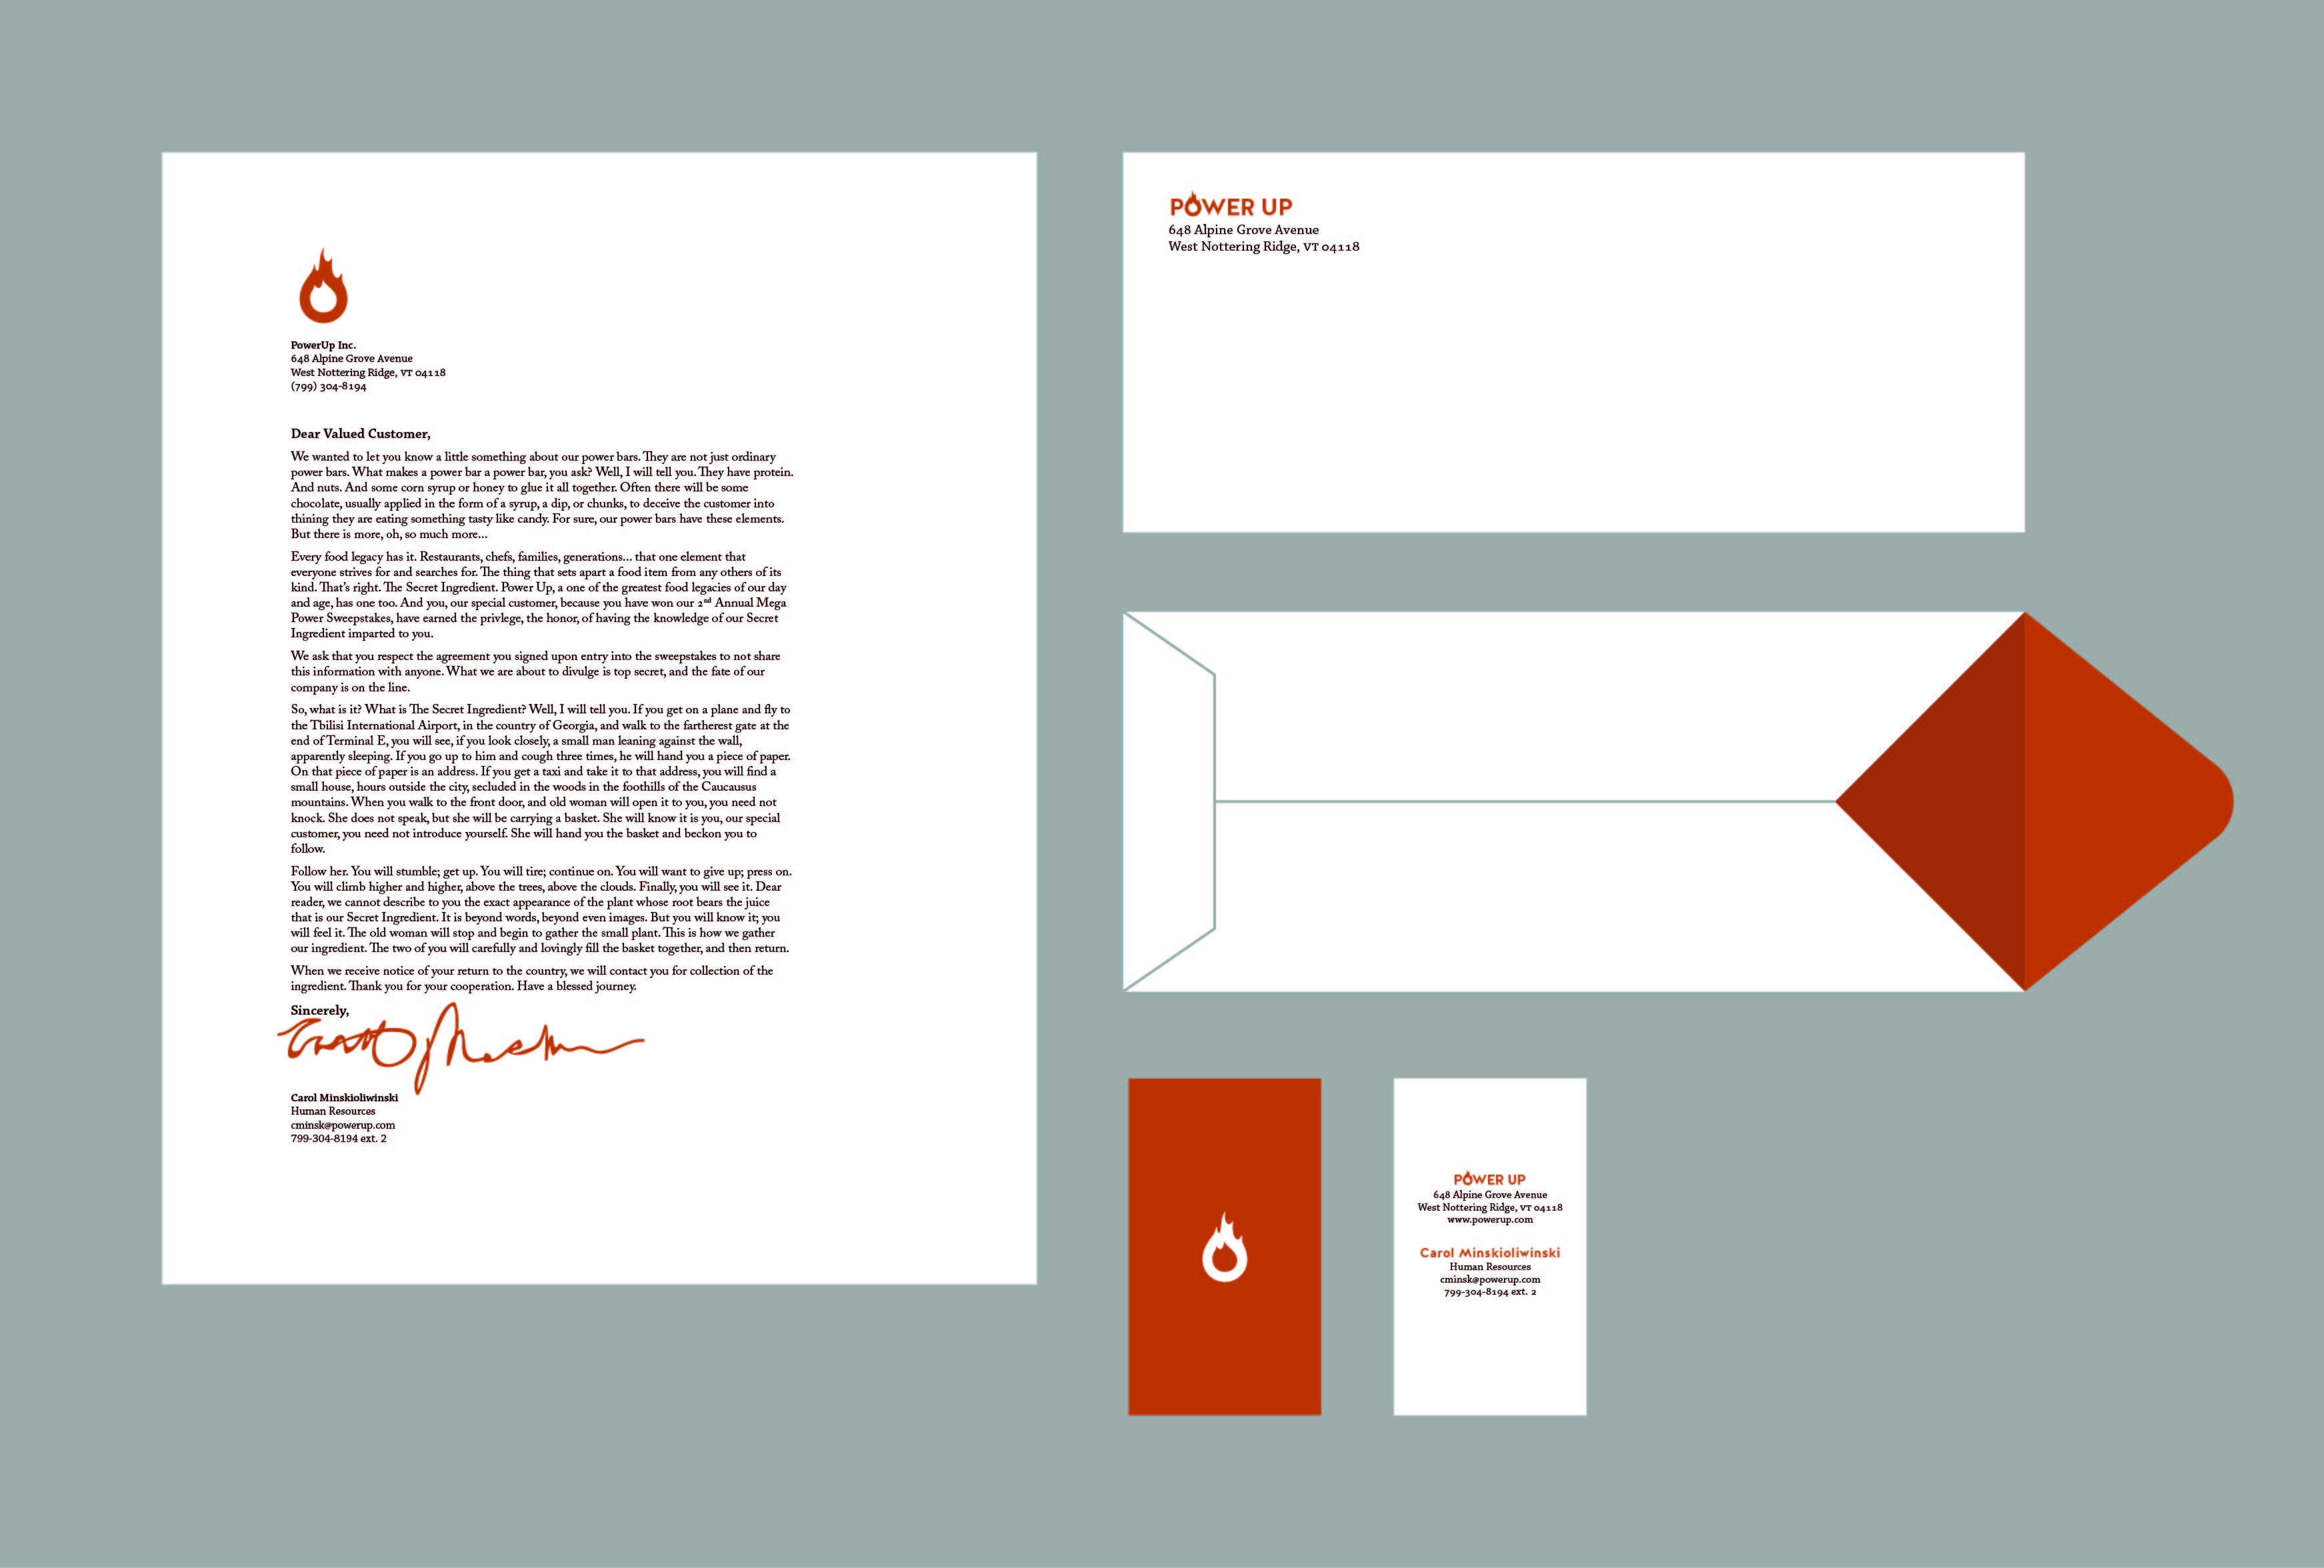 PowerUp Inc.
648 Alpine Grove Avenue
West Nottering Ridge, VT 04118
(799) 304-8194
Dear Valued Customer,
We wanted to let you know a little something about our power bars. They are not just ordinary
power bars. What makes a power bar a power bar, you ask? Well, I will tell you. They have protein.
And nuts. And some corn syrup or honey to glue it all together. Often there will be some
chocolate, usually applied in the form of a syrup, a dip, or chunks, to deceive the customer into
thining they are eating something tasty like candy. For sure, our power bars have these elements.
But there is more, oh, so much more...
Every food legacy has it. Restaurants, chefs, families, generations... that one element that
everyone strives for and searches for. The thing that sets apart a food item from any others of its
kind. That's right. The Secret Ingredient. Power Up, a one of the greatest food legacies of our day
and age, has one too. And you, our special customer, because you have won our 2nd Annual Mega
Power Sweepstakes, have earned the privlege, the honor, of having the knowledge of our Secret
Ingredient imparted to you.
We ask that you respect the agreement you signed upon entry into the sweepstakes to not share
this information with anyone. What we are about to divulge is top secret, and the fate of our
company is on the line.
So, what is it? What is The Secret Ingredient? Well, I will tell you. If you get on a plane and fly to
the Tbilisi International Airport, in the country of Georgia, and walk to the fartherest gate at the
end of Terminal E, you will see, if you look closely, a small man leaning against the wall,
apparently sleeping. If you go up to him and cough three times, he will hand you a piece of paper.
On that piece of paper is an address. If you get a taxi and take it to that address, you will find a
small house, hours outside the city, secluded in the woods in the foothills of the Caucausus
mountains. When you walk to the front door, and old woman will open it to you, you need not
knock. She does not speak, but she will be carrying a basket. She will know it is you, our special
customer, you need not introduce yourself. She will hand you the basket and beckon you to
follow.
Follow her. You will stumble; get up. You will tire; continue on. You will want to give up; press on.
You will climb higher and higher, above the trees, above the clouds. Finally, you will see it. Dear
reader, we cannot describe to you the exact appearance of the plant whose root bears the juice
that is our Secret Ingredient. It is beyond words, beyond even images. But you will know it; you
will feel it. The old woman will stop and begin to gather the small plant. This is how we gather
our ingredient. The two of you will carefully and lovingly fill the basket together, and then return.
When we receive notice of your return to the country, we will contact you for collection of the
ingredient. Thank you for your cooperation. Have a blessed journey.
Sincerely,
Carol Minskioliwinski
Human Resources
cminsk@powerup.com
799-304-8194 ext. 2
POWER UP
648 Alpine Grove Avenue
West Nottering Ridge, VT 04118
POWER UP
648 Alpine Grove Avenue
West Nottering Ridge, VT 04118
www.powerup.com
Carol Minskioliwinski
Human Resources
cminsk@powerup.com
799-304-8194 ext. 2